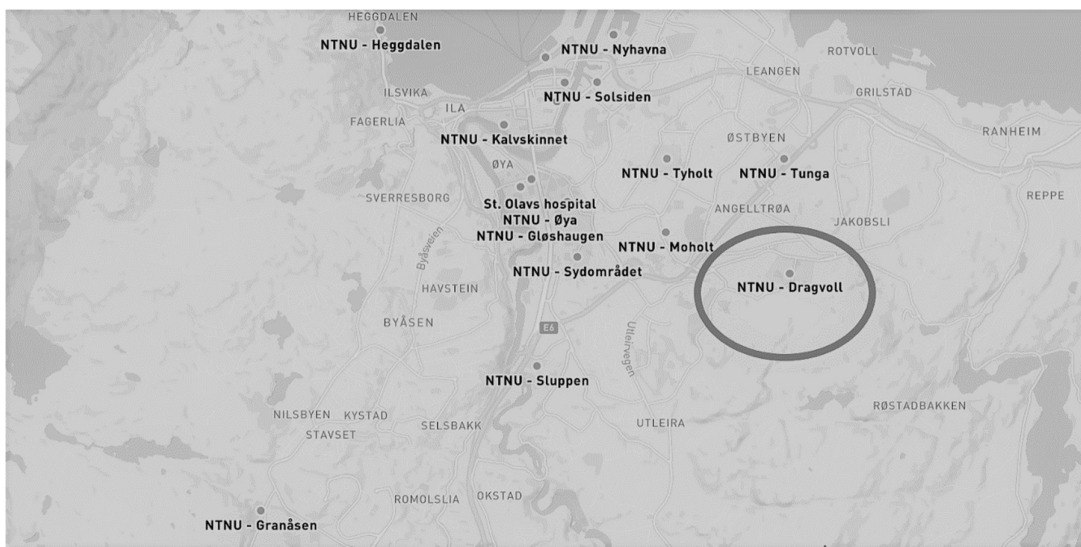 HEGGDALEN
NTNU - Heggdalen
NTNU - Nyhavna
ROTVOLL
LEANGEN
ILSVIKA
NTNU - Solsiden
GRILSTAD
ILA
FAGERLIA
NTNU - Kalvskinnet
ØSTBYEN
RANHEIM
ØYA
NTNU - Tyholt
NTNU - Tunga
SVERRESBORG
REPPE
St. Olavs hospital
NTNU - Øya
NTNU - Gløshaugen
ANGELLTRØA
JAKOBSLI
Byåsveien
NTNU - Moholt
NTNU - Sydområdet
HAVSTEIN
NTNU - Dragvoll
BYÅSEN
E6
Utleirvegen
NTNU - Sluppen
RØSTADBAKKEN
NILSBYEN
KYSTAD
STAVSET
SELSBAKK
UTLEIRA
ROMOLSLIA
OKSTAD
NTNU - Granåsen